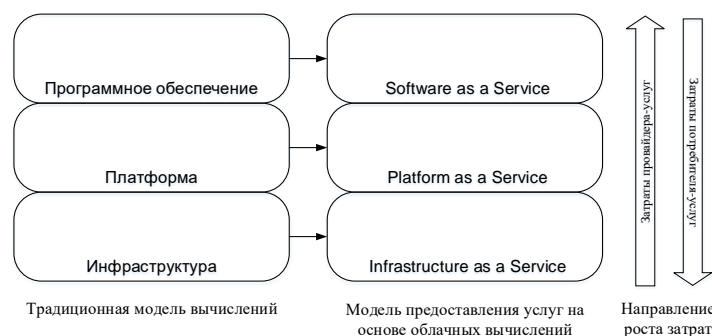 Программное обеспечение
Software as a Service
Платформа
Platform as a Service
Инфраструктура
Infrastructure as a Service
Затраты провайдера-услуг
Затраты потребителя-услуг
Традиционная модель вычислений
Модель предоставления услуг на
основе облачных вычислений
Направление
роста затрат